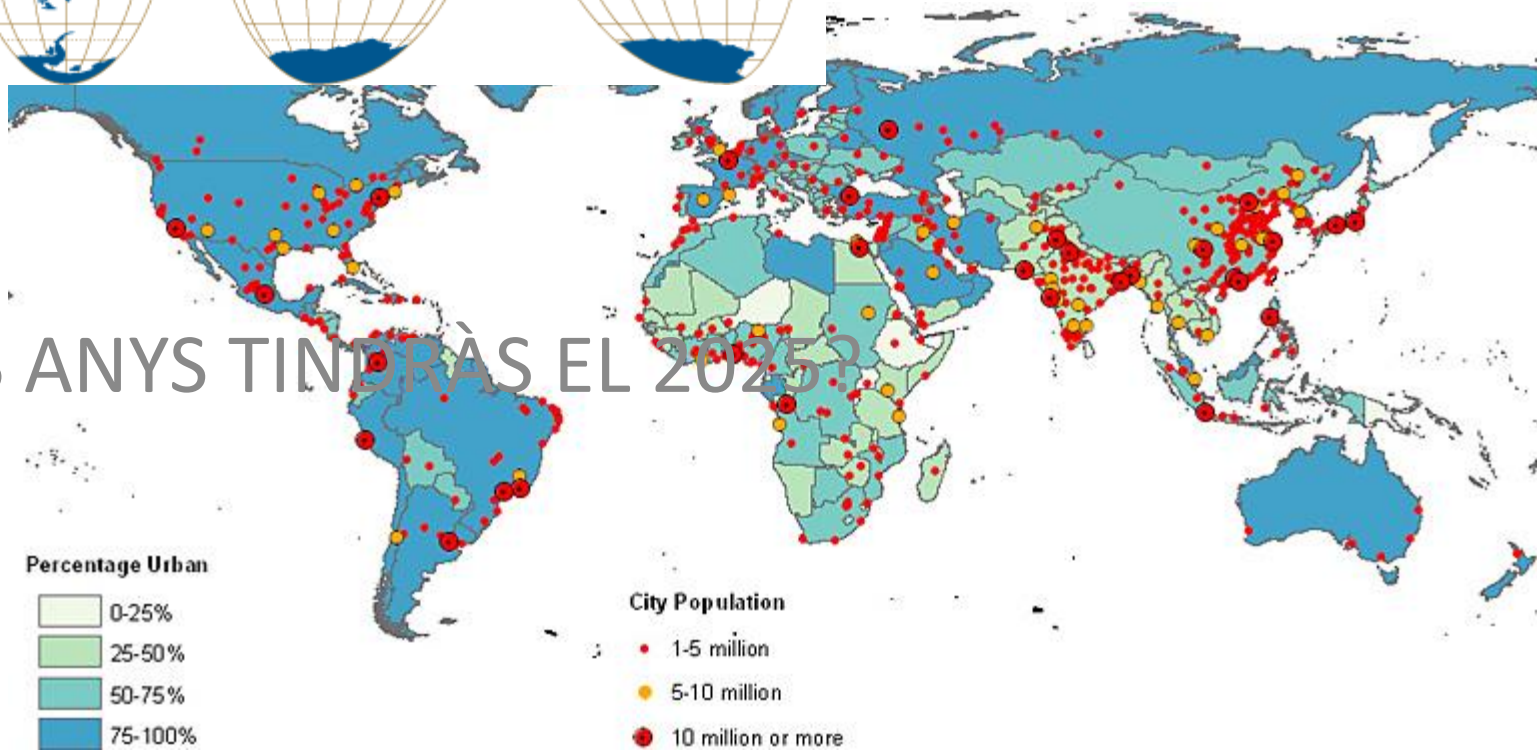 ANYS TINDRÀS EL 2025?
Percentage Urban
0-25%
25-50%
50-75%
75-100%
City Population
1-5 million
5-10 million
10 million or more